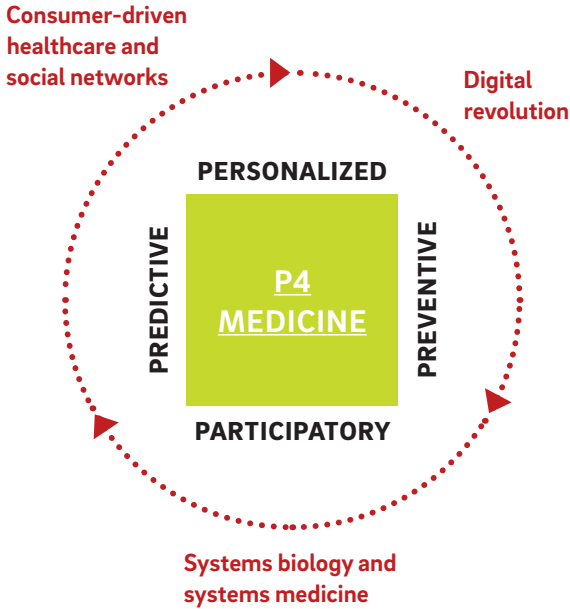 Consumer-driven
healthcare and
social networks
Digital
revolution
PERSONALIZED
PREDICTIVE
P4
MEDICINE
PREVENTIVE
PARTICIPATORY
Systems biology and
systems medicine